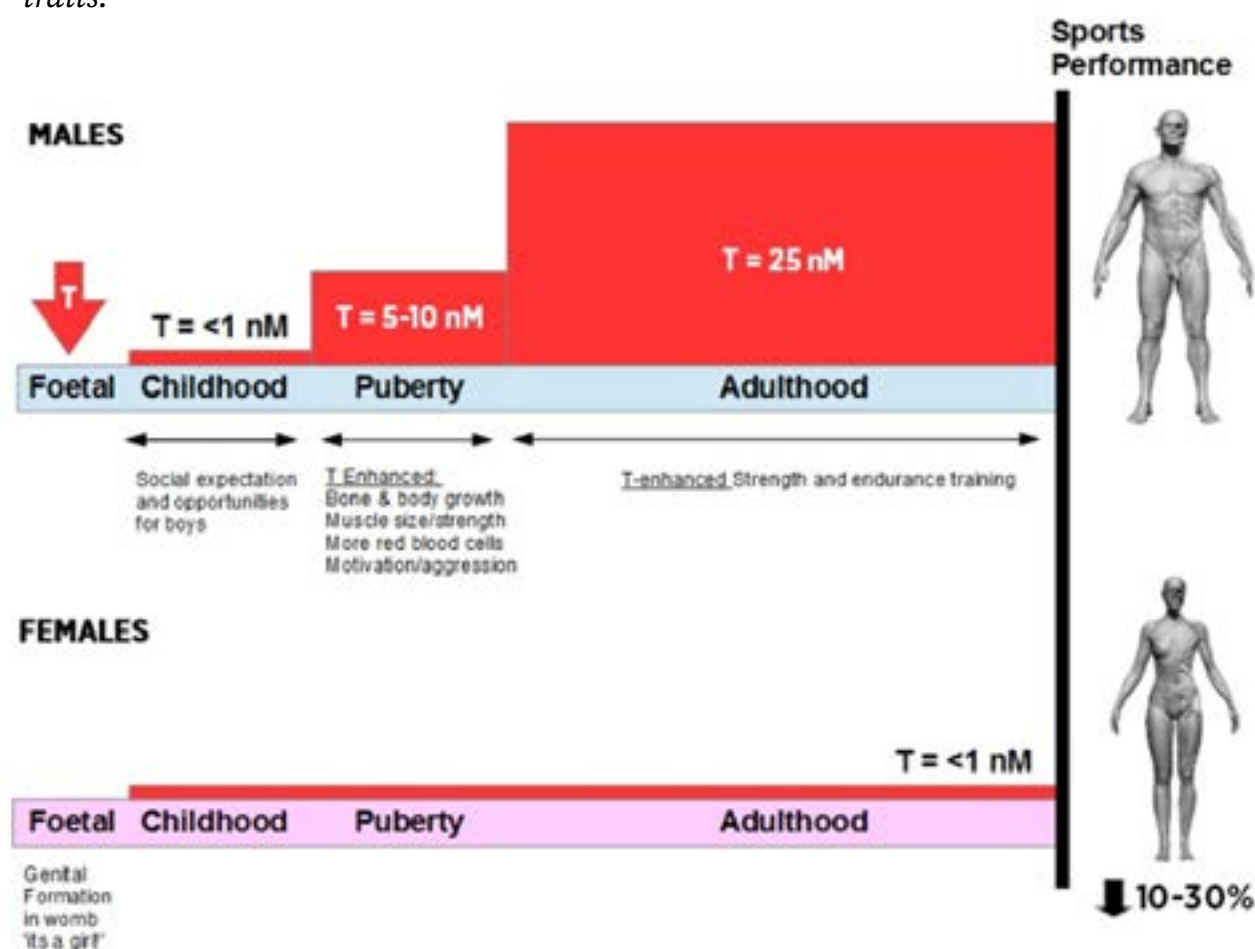 traits.
Sports
Performance
MALES
T
T = <1 nM
T = 5-10 nM
T = 25 nM
Foetal Childhood Puberty Adulthood
Social expectation
and opportunities
for boys
T Enhanced:
Bone & body growth
Muscle size/strength
More red blood cells
Motivation/aggression
T-enhanced Strength and endurance training
FEMALES
T = <1 nM
Foetal Childhood Puberty Adulthood
Genital
Formation
in womb
'its a girl'
10-30%